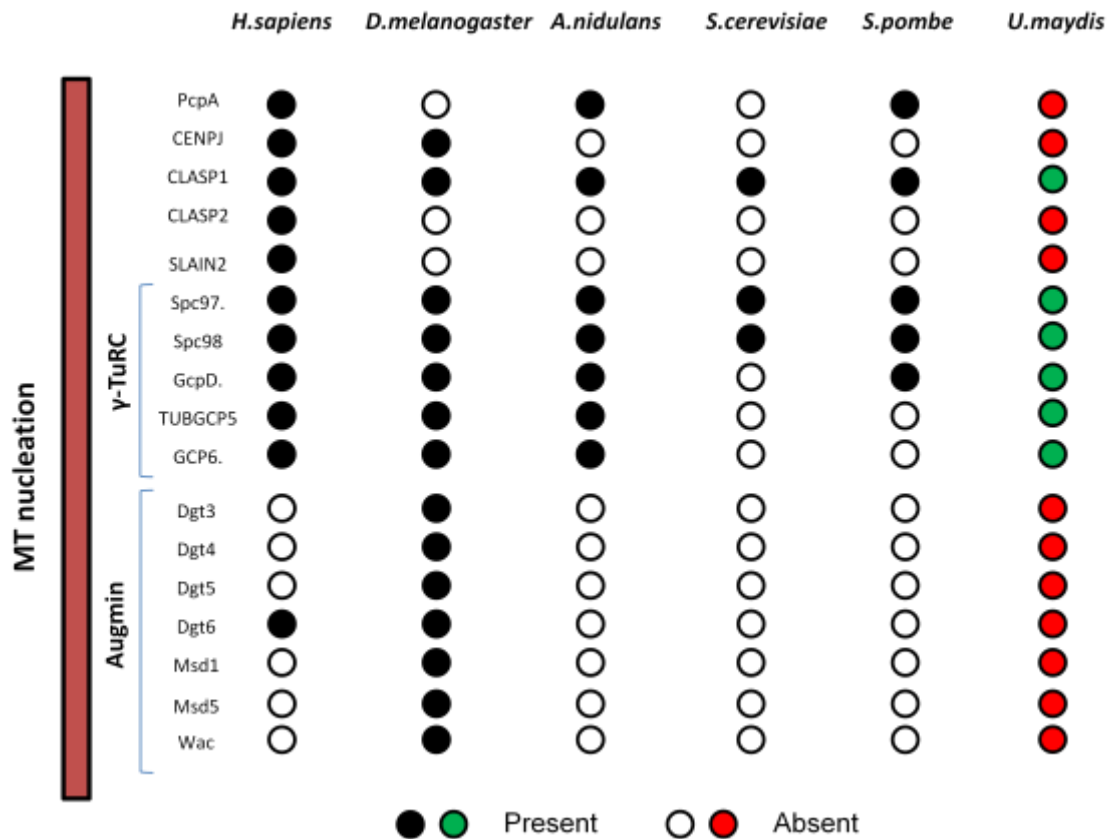 H.sapiens D.melanogaster A.nidulans S.cerevisiae S.pombe U.maydis
MT nucleation
PcpA
CENPJ
CLASP1
CLASP2
SLAIN2
γ-TuRC
Spc97.
Spc98
GcpD.
TUBGCP5
GCP6.
Augmin
Dgt3
Dgt4
Dgt5
Dgt6
Msd1
Msd5
Wac
Present Absent